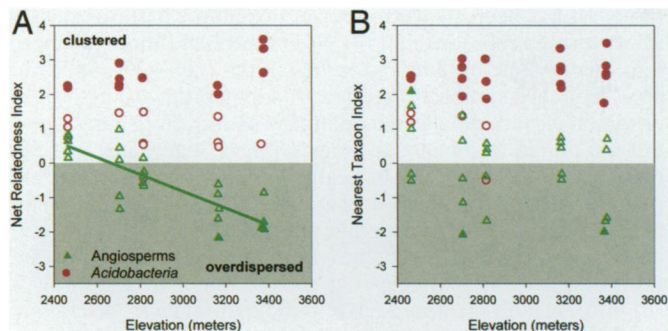 A
B
clustered
Net Relatedness Index
4
3
2
1
0
-1
-2
-3
Angiosperms
Acidobacteria
overdispersed
2400 2600 2800 3000 3200 3400 3600
Elevation (meters)
Nearest Taxaon Index
4
3
2
1
0
-1
-2
-3
2400 2600 2800 3000 3200 3400 3600
Elevation (meters)